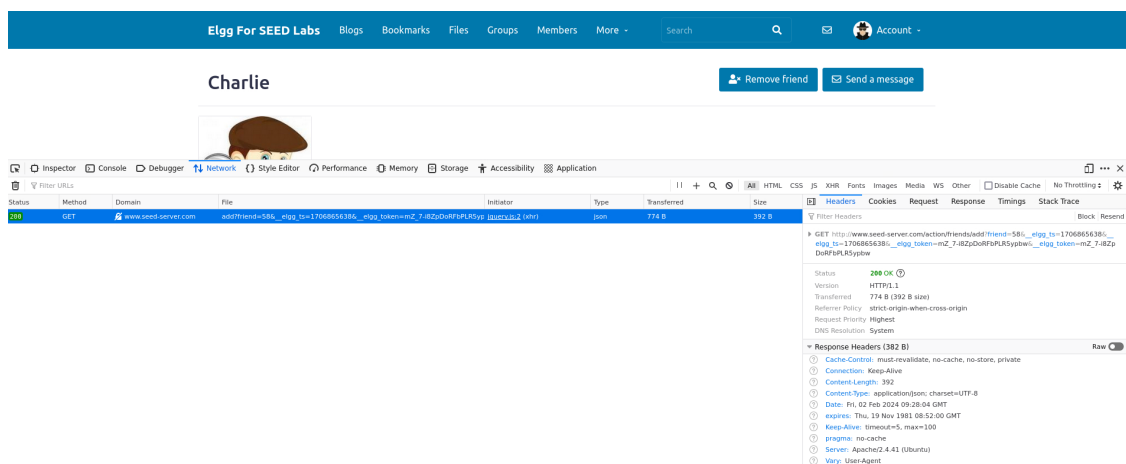 Elgg For SEED Labs Blogs Bookmarks Files Groups Members More Search Account
Charlie
Remove friend Send a message
Inspector Console Debugger Network {} Style Editor Performance Memory Storage Accessibility Application
Filter URLs
All HTML CSS JS XHR Fonts Images Media WS Other Disable Cache No Throttling
Status Method Domain File Initiator Type Transferred Size
200 GET www.seed-server.com add?friend=58&__elgg_ts=1706865638&__elgg_ts=1706865638&__elgg_token=mZ_7-i8ZpDoRFbPLR5yp jquery.js:2 (xhr) json 774 B 392 B
Headers Cookies Request Response Timings Stack Trace
Filter Headers Block Resend
GET http://www.seed-server.com/action/friends/add?friend=58&__elgg_ts=1706865638&__
elgg_ts=1706865638&__elgg_token=mZ_7-i8ZpDoRFbPLR5ypbw&__elgg_token=mZ_7-i8Zp
DoRFbPLR5ypbw
Status 200 OK
Version HTTP/1.1
Transferred 774 B (392 B size)
Referrer Policy strict-origin-when-cross-origin
Request Priority Highest
DNS Resolution System
Response Headers (382 B) Raw
Cache-Control: must-revalidate, no-cache, no-store, private
Connection: Keep-Alive
Content-Length: 392
Content-Type: application/json; charset=UTF-8
Date: Fri, 02 Feb 2024 09:28:04 GMT
expires: Thu, 19 Nov 1981 08:52:00 GMT
Keep-Alive: timeout=5, max=100
pragma: no-cache
Server: Apache/2.4.41 (Ubuntu)
Vary: User-Agent